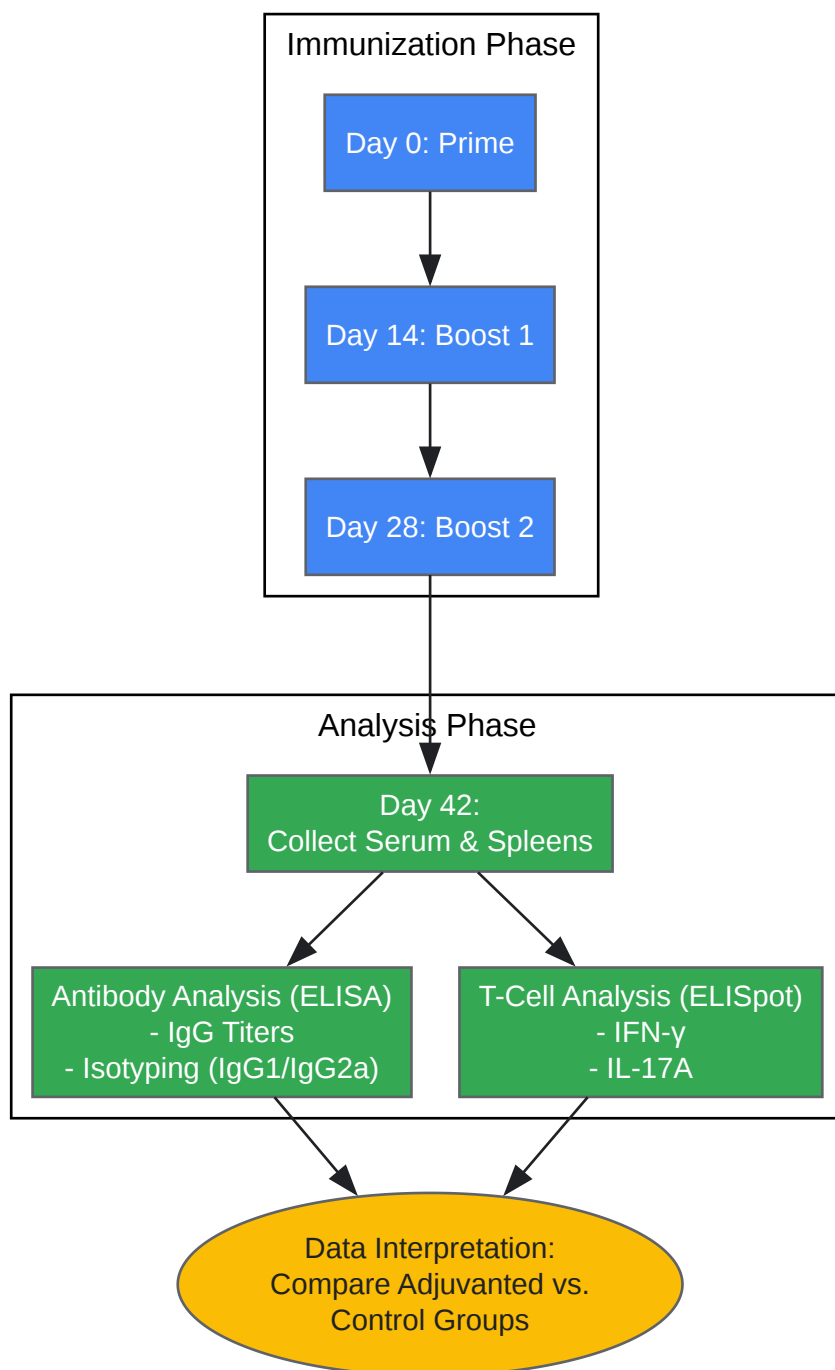 Immunization Phase
Day 0: Prime
Day 14: Boost 1
Day 28: Boost 2
Analysis Phase
Day 42:
Collect Serum & Spleens
Antibody Analysis (ELISA)
- IgG Titers
- Isotyping (IgG1/IgG2a)
T-Cell Analysis (ELISpot)
- IFN-γ
- IL-17A
Data Interpretation:
Compare Adjuvanted vs.
Control Groups